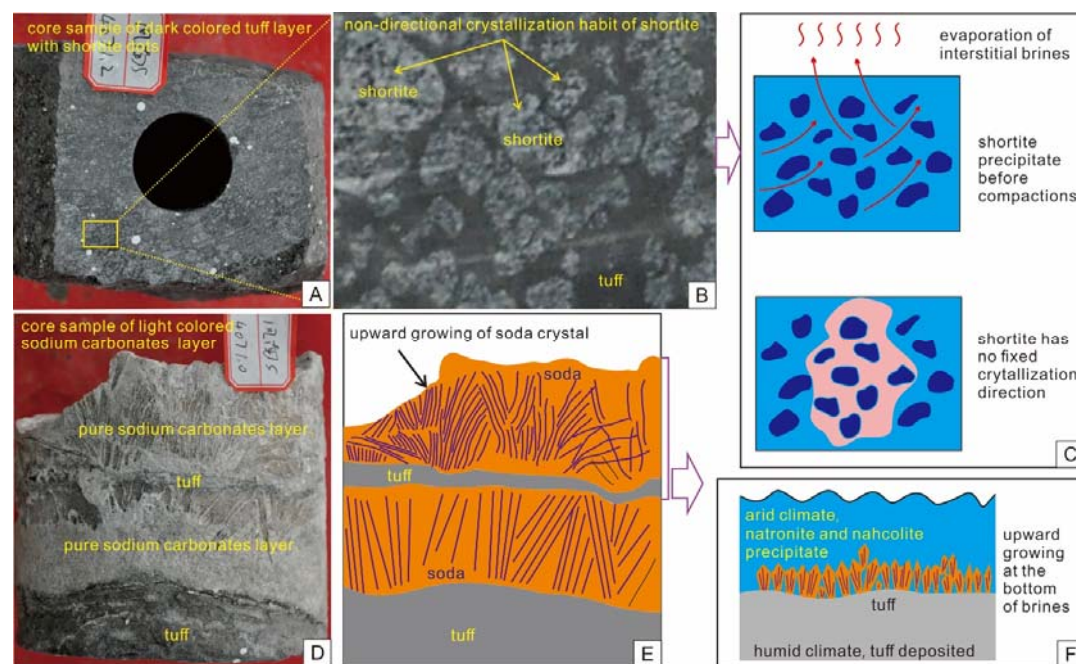 core sample of dark colored tuff layer
with shorite dots
A
non-directional crystallization habit of shortite
shortite
shortite
tuff
B
evaporation of
interstitial brines
shortite
precipitate
before
compactions
shortite has
no fixed
crytallization
direction
C
core sample of light colored
sodium carbonates layer
4071.0
pure sodium carbonates layer
tuff
pure sodium carbonates layer
tuff
D
upward growing of soda crystal
soda
tuff
soda
tuff
E
arid climate,
natronite and nahcolite
precipitate
tuff
humid climate, tuff deposited
upward
growing
at the
bottom
of brines
F